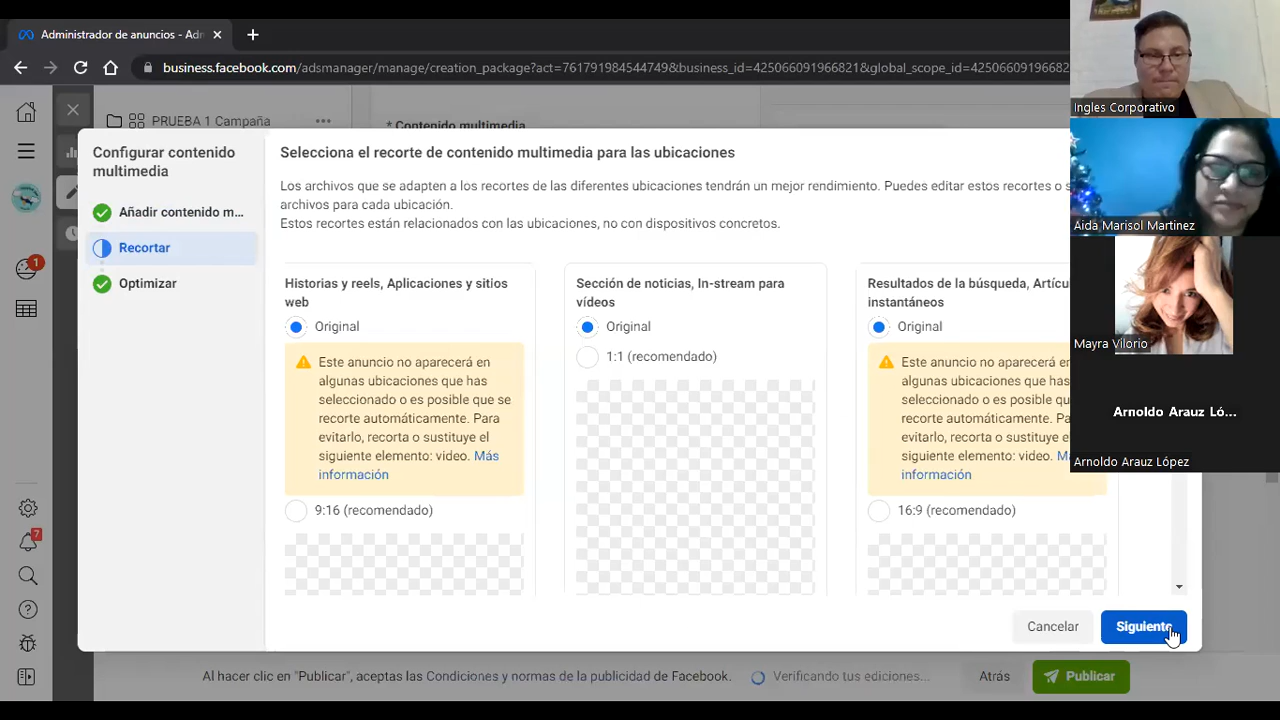 Administrador de anuncios - Adm
business.facebook.com/adsmanager/manage/creation_package?act=761791984544749&business_id=425066091966821&global_scope_id=42506609196682
PRUEBA 1 Campaña
* Contenido multimedia
Configurar contenido
multimedia
Añadir contenido m...
Recortar
Optimizar
1
7
Selecciona el recorte de contenido multimedia para las ubicaciones
Los archivos que se adapten a los recortes de las diferentes ubicaciones tendrán un mejor rendimiento. Puedes editar estos recortes o s
archivos para cada ubicación.
Estos recortes están relacionados con las ubicaciones, no con dispositivos concretos.
Historias y reels, Aplicaciones y sitios
web
Original
Este anuncio no aparecerá en
algunas ubicaciones que has
seleccionado o es posible que se
recorte automáticamente. Para
evitarlo, recorta o sustituye el
siguiente elemento: video. Más
información
9:16 (recomendado)
Sección de noticias, In-stream para
vídeos
Original
1:1 (recomendado)
Resultados de la búsqueda, Artícu
instantáneos
Original
Este anuncio no aparecerá en
algunas ubicaciones que has
seleccionado o es posible que se
recorte automáticamente. Pa
evitarlo, recorta o sustituye el
siguiente elemento: video. Má
información
16:9 (recomendado)
Cancelar
Siguiente
Al hacer clic en "Publicar", aceptas las Condiciones y normas de la publicidad de Facebook.
Verificando tus ediciones...
Atrás
Publicar
Ingles Corporativo
Aida Marisol Martinez
Mayra Vilorio
Arnoldo Arauz Ló...
Arnoldo Arauz López